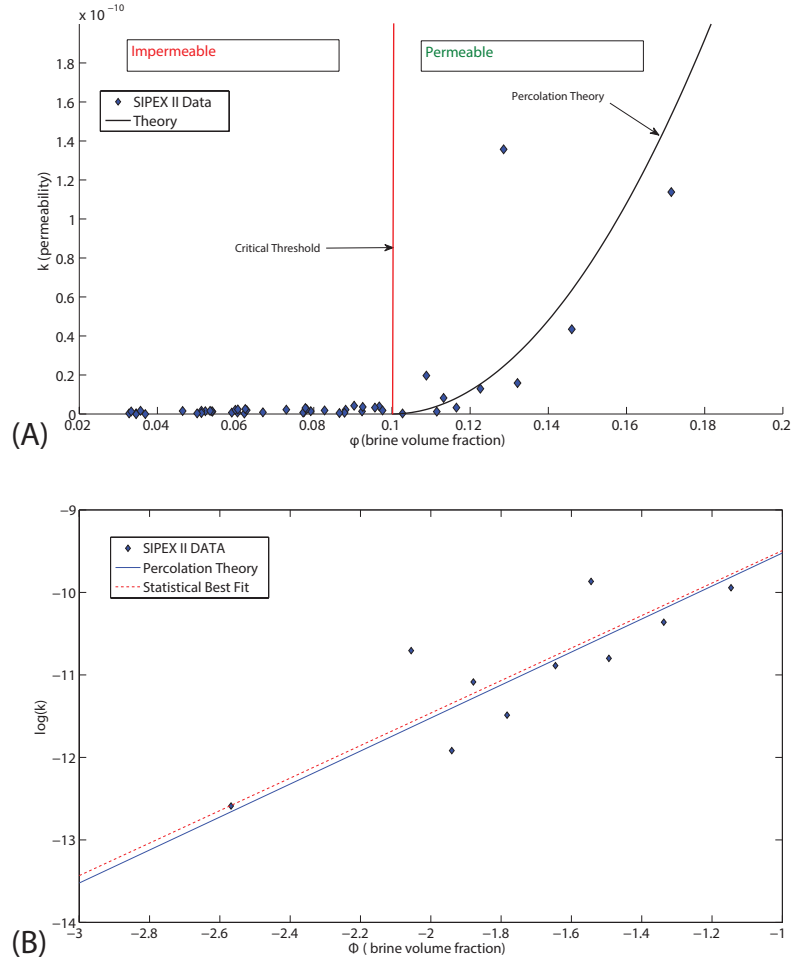 x 10⁻¹⁰
Impermeable
Permeable
SIPEX II Data
Theory
Percolation Theory
Critical Threshold
k (permeability)
1.8
1.6
1.4
1.2
1
0.8
0.6
0.4
0.2
0
0.02 0.04 0.06 0.08 0.1 0.12 0.14 0.16 0.18 0.2
φ (brine volume fraction)
(A)
SIPEX II DATA
Percolation Theory
Statistical Best Fit
log(k)
−9
−10
−11
−12
−13
−14
−3 −2.8 −2.6 −2.4 −2.2 −2 −1.8 −1.6 −1.4 −1.2 −1
Φ ( brine volume fraction)
(B)